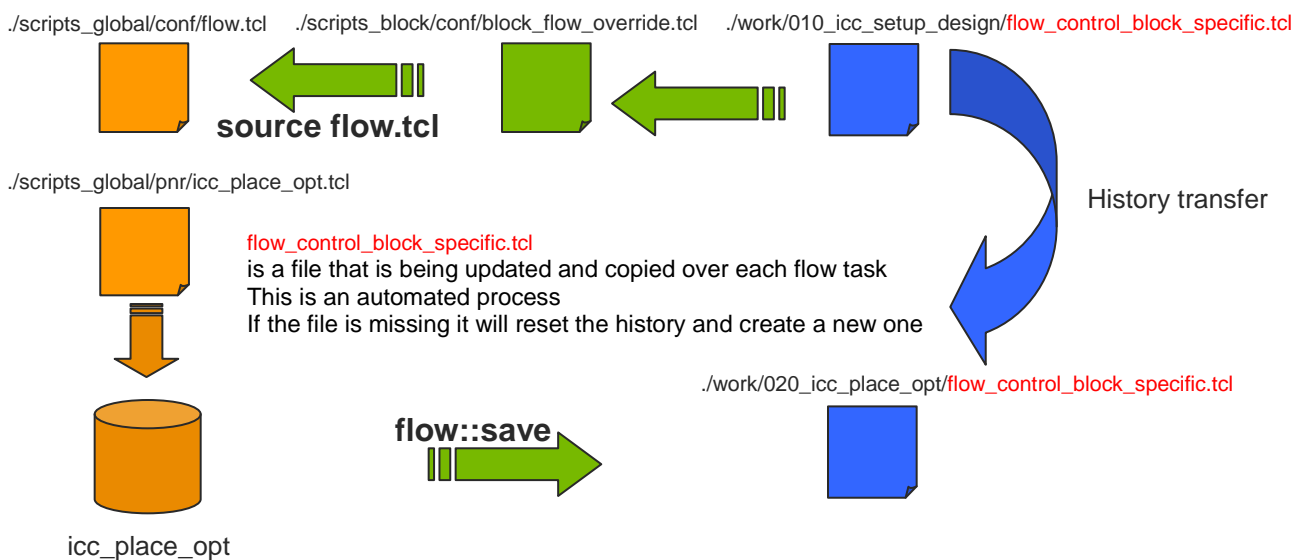 ./scripts_global/conf/flow.tcl
./scripts_block/conf/block_flow_override.tcl
./work/010_icc_setup_design/flow_control_block_specific.tcl
source flow.tcl
./scripts_global/pnr/icc_place_opt.tcl
History transfer
flow_control_block_specific.tcl
is a file that is being updated and copied over each flow task
This is an automated process
If the file is missing it will reset the history and create a new one
./work/020_icc_place_opt/flow_control_block_specific.tcl
flow::save
icc_place_opt